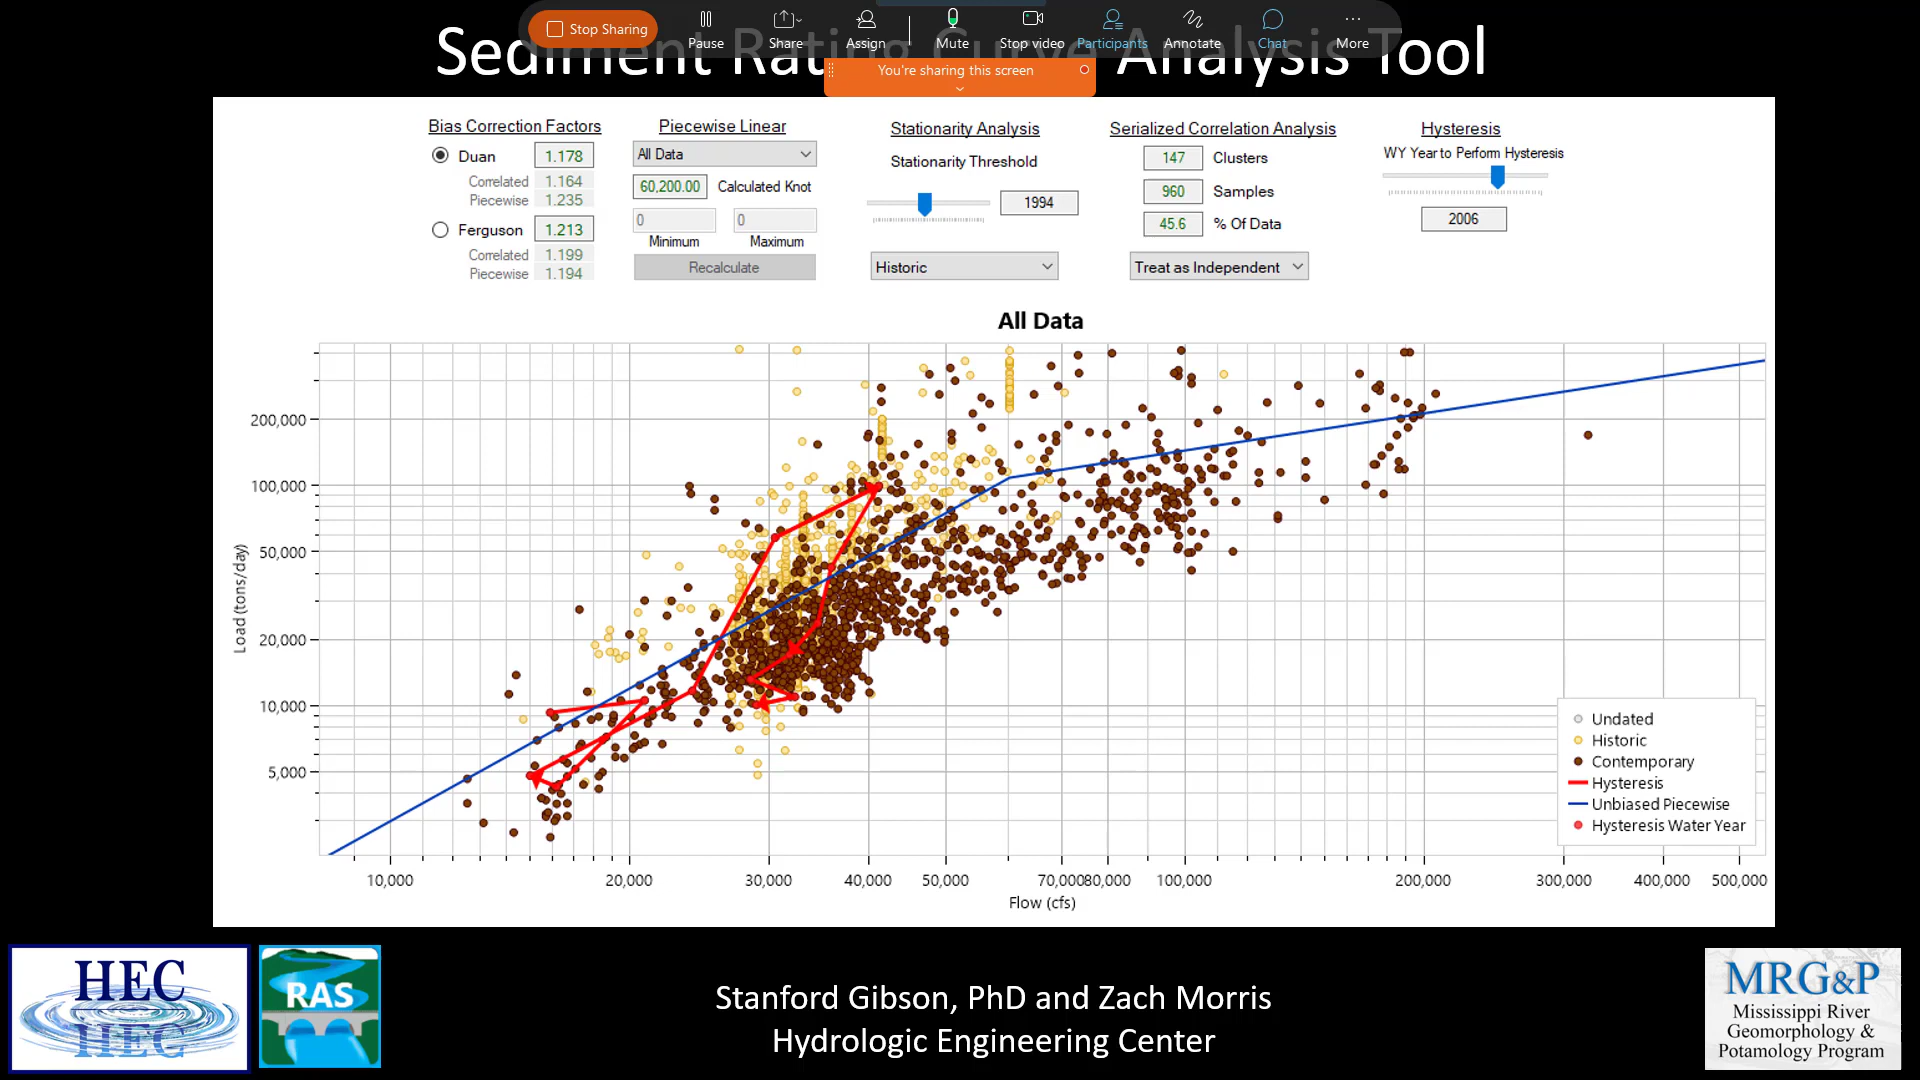 Stop Sharing
Pause
Share
Assign
Mute
Stop video
Participants
Annotate
Chat
More
Sediment Rating Curve Analysis Tool
You're sharing this screen
Bias Correction Factors
Duan 1.178
Correlated 1.164
Piecewise 1.235
Ferguson 1.213
Correlated 1.199
Piecewise 1.194
Piecewise Linear
All Data
60,200.00 Calculated Knot
0 0
Minimum Maximum
Recalculate
Stationarity Analysis
Stationarity Threshold
1994
Historic
Serialized Correlation Analysis
147 Clusters
960 Samples
45.6 % Of Data
Treat as Independent
Hysteresis
WY Year to Perform Hysteresis
2006
All Data
Load (tons/day)
200,000
100,000
50,000
20,000
10,000
5,000
Undated
Historic
Contemporary
Hysteresis
Unbiased Piecewise
Hysteresis Water Year
10,000 20,000 30,000 40,000 50,000 70,000 80,000 100,000 200,000 300,000 400,000 500,000
Flow (cfs)
HEC
HEC
RAS
Stanford Gibson, PhD and Zach Morris
Hydrologic Engineering Center
MRG&P
Mississippi River
Geomorphology &
Potamology Program